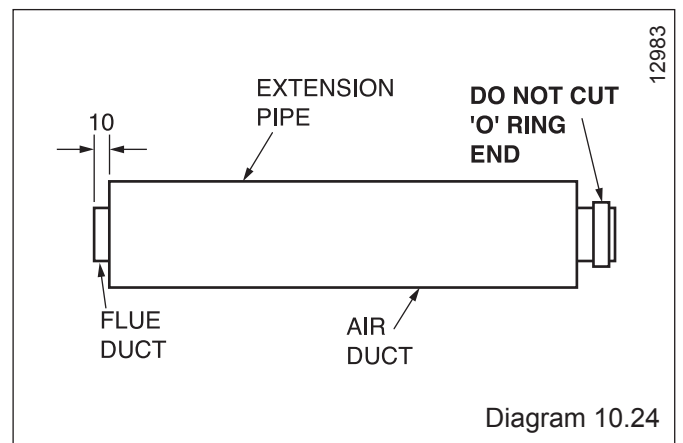 12983
EXTENSION
PIPE
DO NOT CUT
'O' RING
END
10
FLUE
DUCT
AIR
DUCT
Diagram 10.24